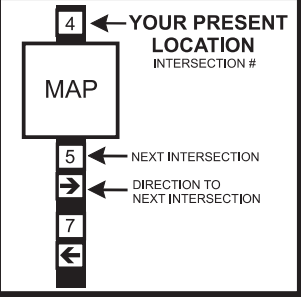 4
YOUR PRESENT
LOCATION
INTERSECTION #
MAP
5
NEXT INTERSECTION
DIRECTION TO
NEXT INTERSECTION
7